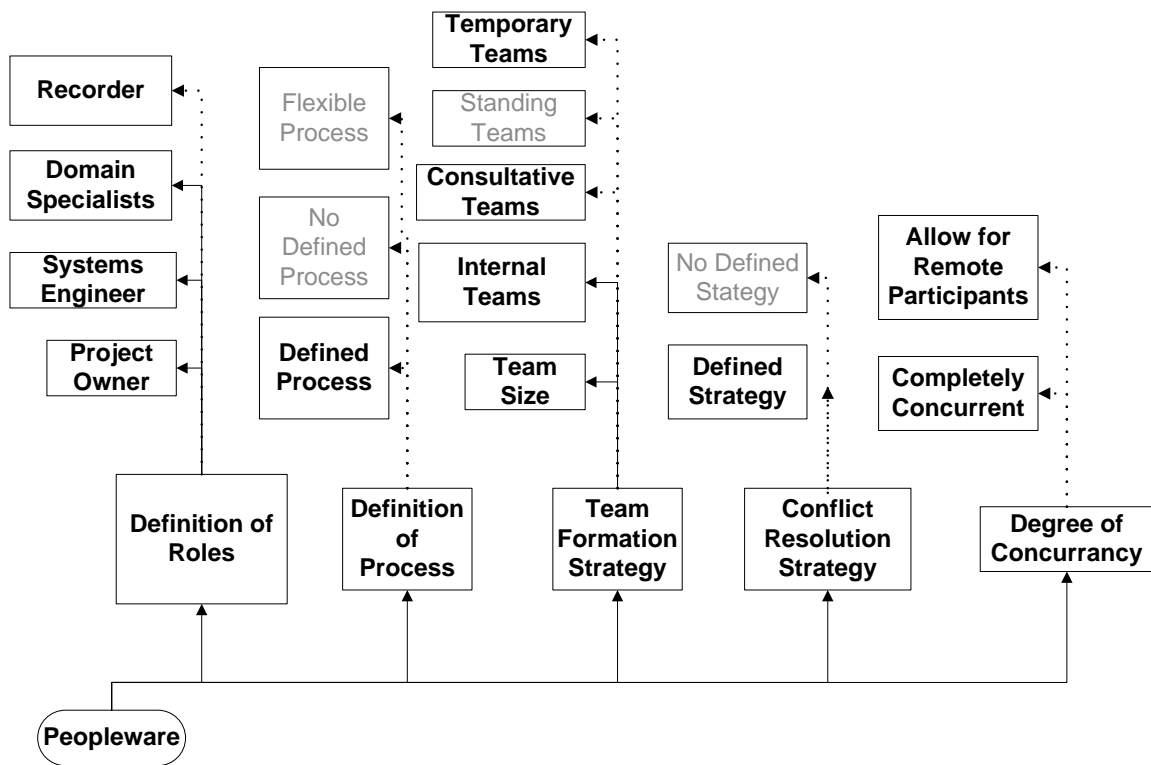 Temporary
Teams
Recorder
Flexible
Process
Standing
Teams
Domain
Specialists
Consultative
Teams
No
Defined
Process
Systems
Engineer
Internal
Teams
No Defined
Stategy
Allow for
Remote
Participants
Project
Owner
Defined
Process
Team
Size
Defined
Strategy
Completely
Concurrent
Definition of
Roles
Definition
of
Process
Team
Formation
Strategy
Conflict
Resolution
Strategy
Degree of
Concurrancy
Peopleware